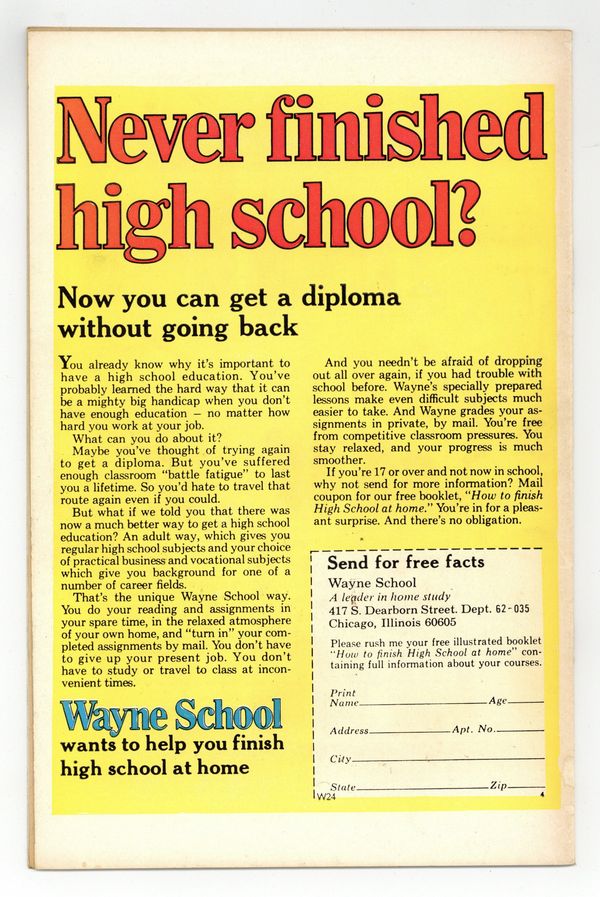 Never finished
high school?
Now you can get a diploma
without going back
You already know why it's important to
have a high school education. You've
probably learned the hard way that it can
be a mighty big handicap when you don't
have enough education — no matter how
hard you work at your job.
What can you do about it?
Maybe you've thought of trying again
to get a diploma. But you've suffered
enough classroom "battle fatigue" to last
you a lifetime. So you'd hate to travel that
route again even if you could.
But what if we told you that there was
now a much better way to get a high school
education? An adult way, which gives you
regular high school subjects and your choice
of practical business and vocational subjects
which give you background for one of a
number of career fields.
That's the unique Wayne School way.
You do your reading and assignments in
your spare time, in the relaxed atmosphere
of your own home, and "turn in" your com-
pleted assignments by mail. You don't have
to give up your present job. You don't
have to study or travel to class at incon-
venient times.
Wayne School
wants to help you finish
high school at home
And you needn't be afraid of dropping
out all over again, if you had trouble with
school before. Wayne's specially prepared
lessons make even difficult subjects much
easier to take. And Wayne grades your as-
signments in private, by mail. You're free
from competitive classroom pressures. You
stay relaxed, and your progress is much
smoother.
If you're 17 or over and not now in school,
why not send for more information? Mail
coupon for our free booklet, "How to finish
High School at home." You're in for a pleas-
ant surprise. And there's no obligation.
Send for free facts
Wayne School
A leader in home study
417 S. Dearborn Street. Dept. 62-035
Chicago, Illinois 60605
Please rush me your free illustrated booklet
"How to finish High School at home" con-
taining full information about your courses.
Print
Name Age
Address Apt. No.
City
State Zip
W24 4